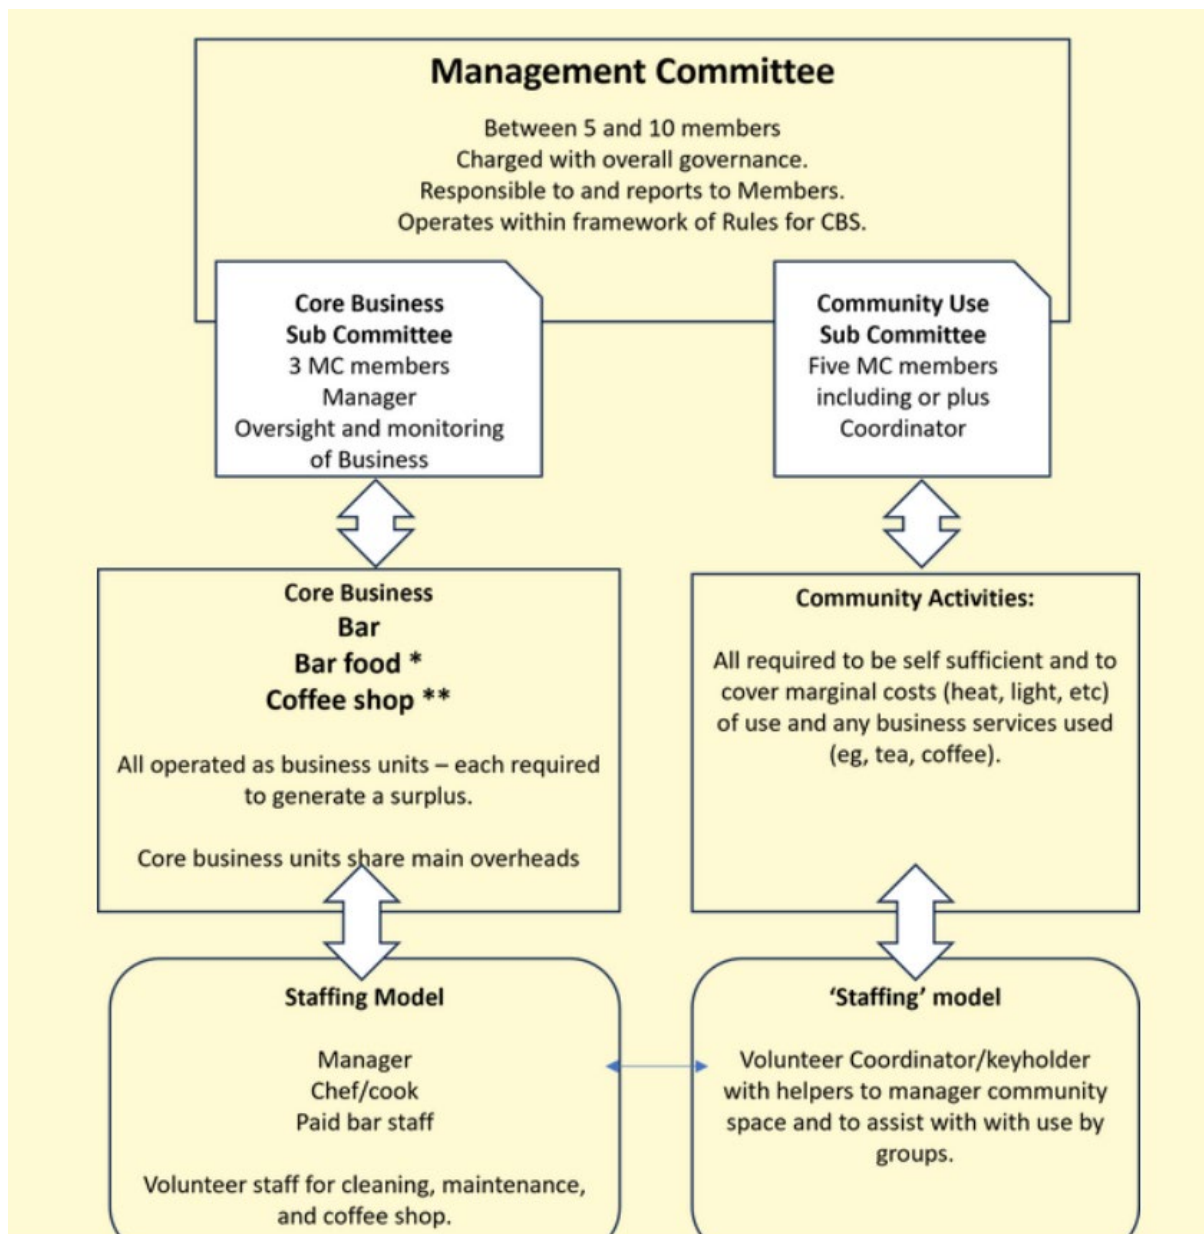 Management Committee
Between 5 and 10 members
Charged with overall governance.
Responsible to and reports to Members.
Operates within framework of Rules for CBS.
Core Business
Sub Committee
3 MC members
Manager
Oversight and monitoring
of Business
Community Use
Sub Committee
Five MC members
including or plus
Coordinator
Core Business
Bar
Bar food *
Coffee shop **
All operated as business units – each required
to generate a surplus.
Core business units share main overheads
Community Activities:
All required to be self sufficient and to
cover marginal costs (heat, light, etc)
of use and any business services used
(eg, tea, coffee).
Staffing Model
Manager
Chef/cook
Paid bar staff
Volunteer staff for cleaning, maintenance,
and coffee shop.
‘Staffing’ model
Volunteer Coordinator/keyholder
with helpers to manager community
space and to assist with with use by
groups.